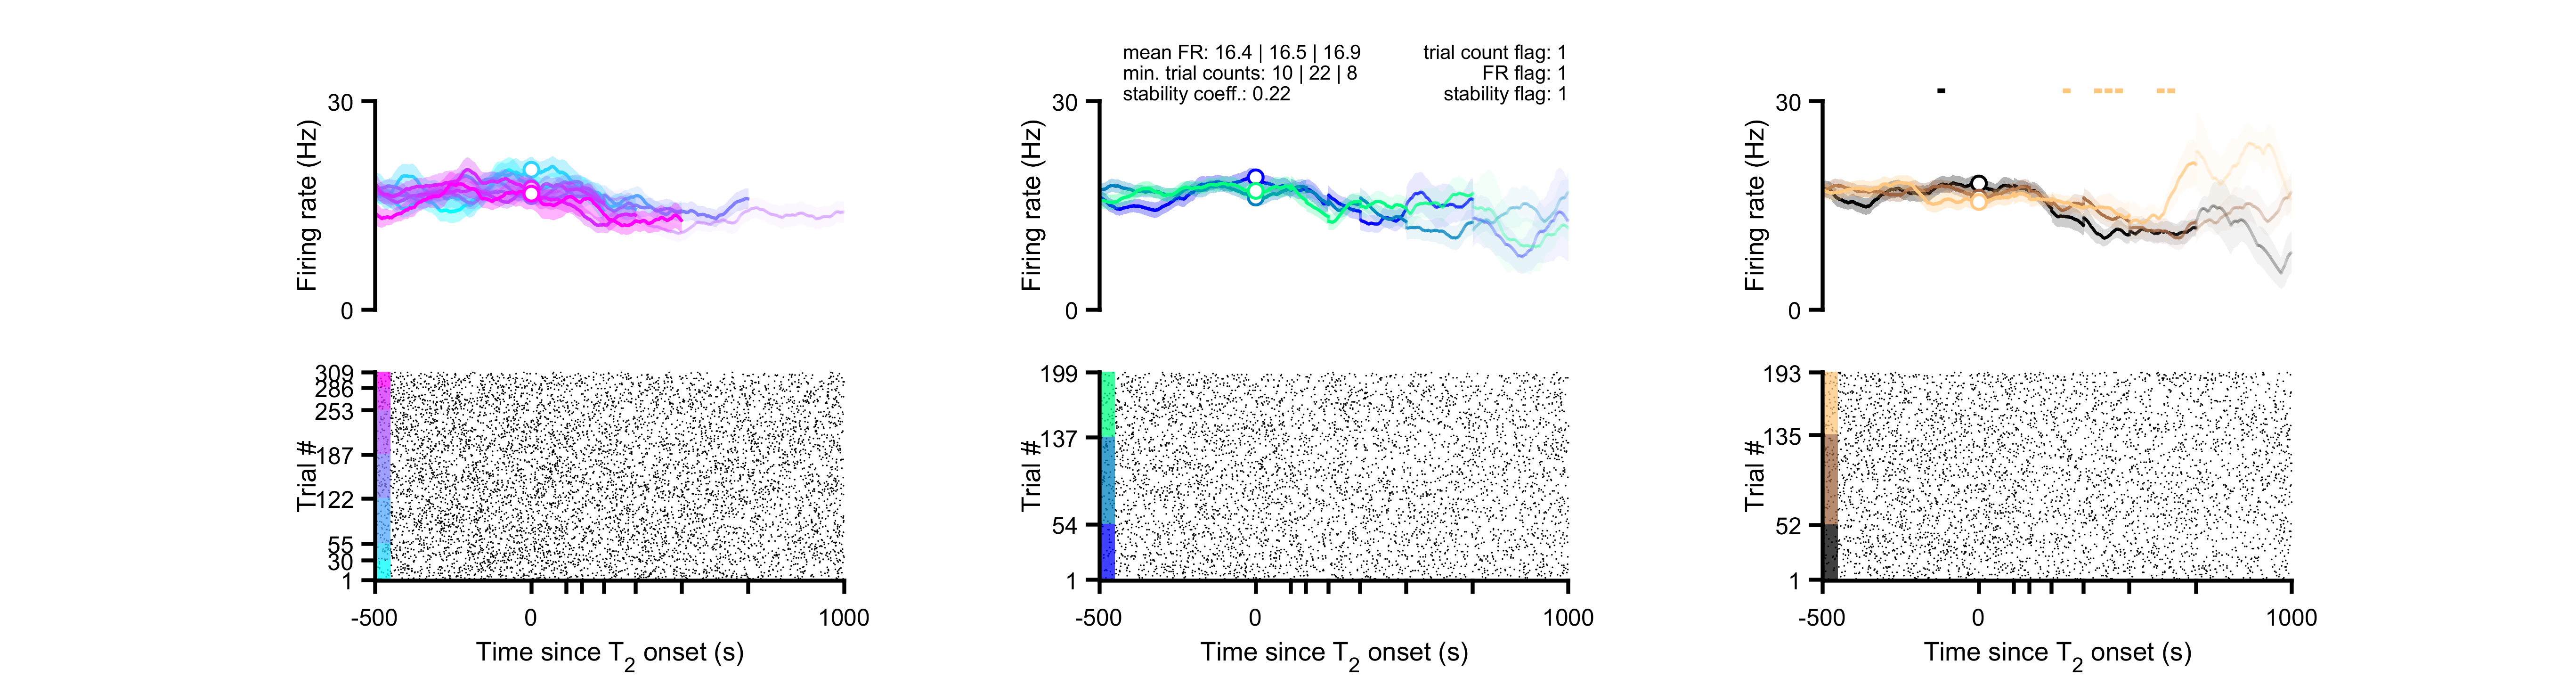 30
Firing rate (Hz)
0
309
286
253
187
122
55
30
1
Trial #
-500
0
1000
Time since T2 onset (s)
mean FR: 16.4 | 16.5 | 16.9
min. trial counts: 10 | 22 | 8
stability coeff.: 0.22
trial count flag: 1
FR flag: 1
stability flag: 1
30
Firing rate (Hz)
0
199
137
54
1
Trial #
-500
0
1000
Time since T2 onset (s)
30
Firing rate (Hz)
0
193
135
52
1
Trial #
-500
0
1000
Time since T2 onset (s)